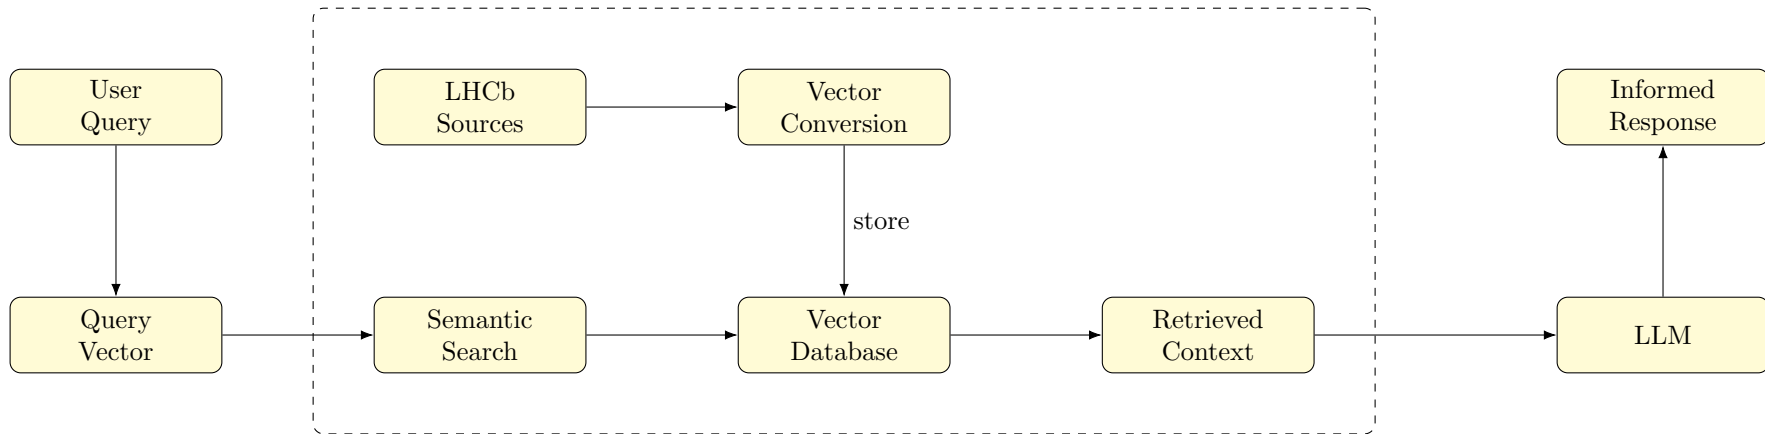 User
Query
LHCb
Sources
Vector
Conversion
Informed
Response
store
Query
Vector
Semantic
Search
Vector
Database
Retrieved
Context
LLM